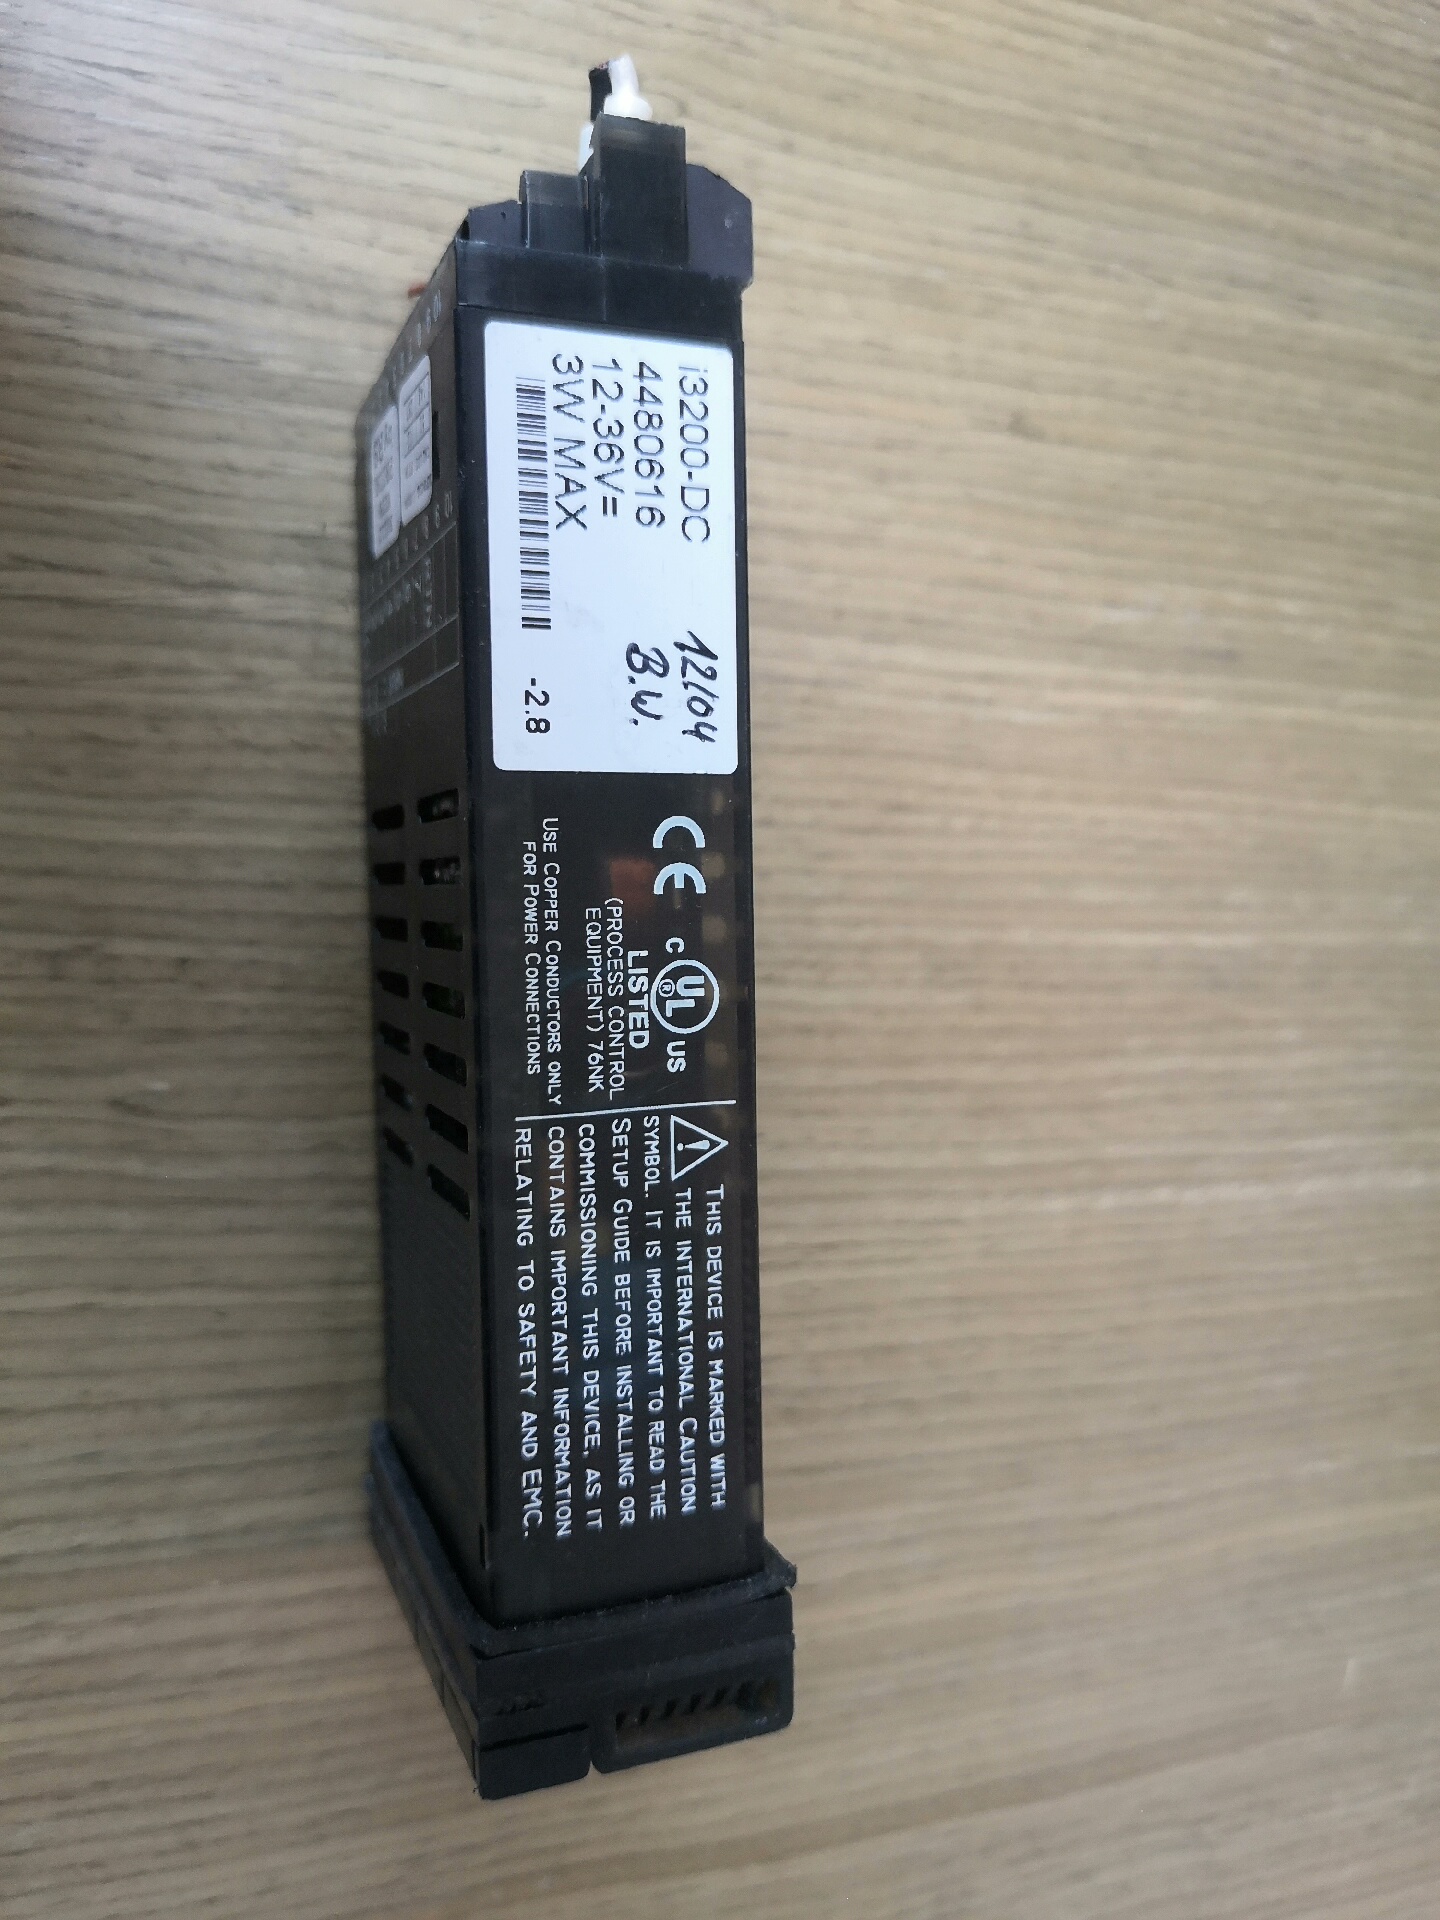 i3200-DC
4480616
12-36V=
3W MAX
12/04
B.W.
-2.8
CE
C UL US
®
LISTED
(PROCESS CONTROL
EQUIPMENT) 76NK
USE COPPER CONDUCTORS ONLY
FOR POWER CONNECTIONS
THIS DEVICE IS MARKED WITH
THE INTERNATIONAL CAUTION
SYMBOL. IT IS IMPORTANT TO READ THE
SETUP GUIDE BEFORE INSTALLING OR
COMMISSIONING THIS DEVICE, AS IT
CONTAINS IMPORTANT INFORMATION
RELATING TO SAFETY AND EMC.